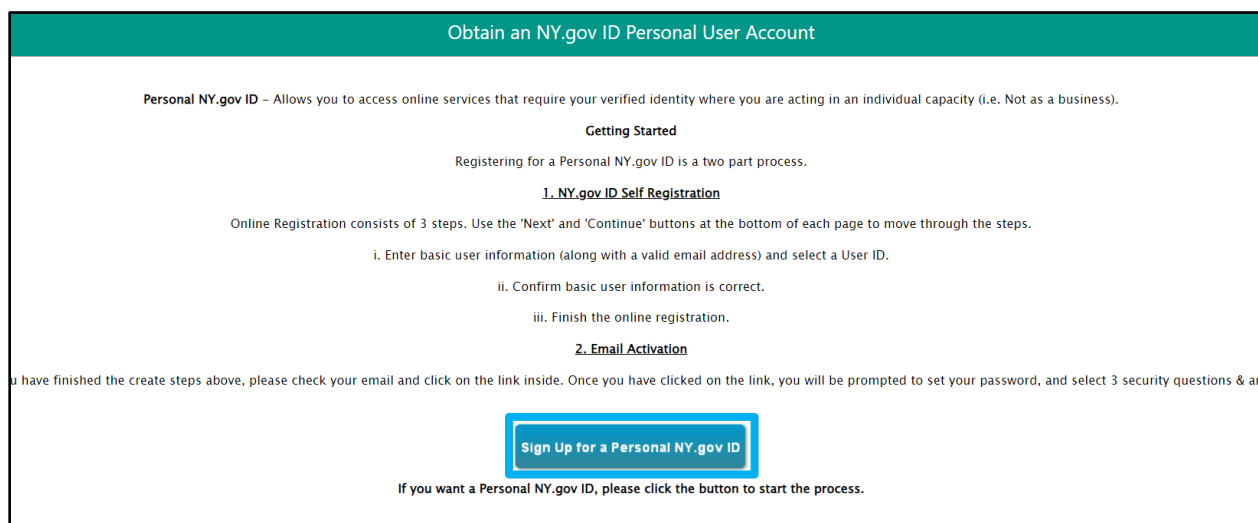 Obtain an NY.gov ID Personal User Account
Personal NY.gov ID – Allows you to access online services that require your verified identity where you are acting in an individual capacity (i.e. Not as a business).
Getting Started
Registering for a Personal NY.gov ID is a two part process.
1. NY.gov ID Self Registration
Online Registration consists of 3 steps. Use the 'Next' and 'Continue' buttons at the bottom of each page to move through the steps.
i. Enter basic user information (along with a valid email address) and select a User ID.
ii. Confirm basic user information is correct.
iii. Finish the online registration.
2. Email Activation
have finished the create steps above, please check your email and click on the link inside. Once you have clicked on the link, you will be prompted to set your password, and select 3 security questions &
Sign Up for a Personal NY.gov ID
If you want a Personal NY.gov ID, please click the button to start the process.